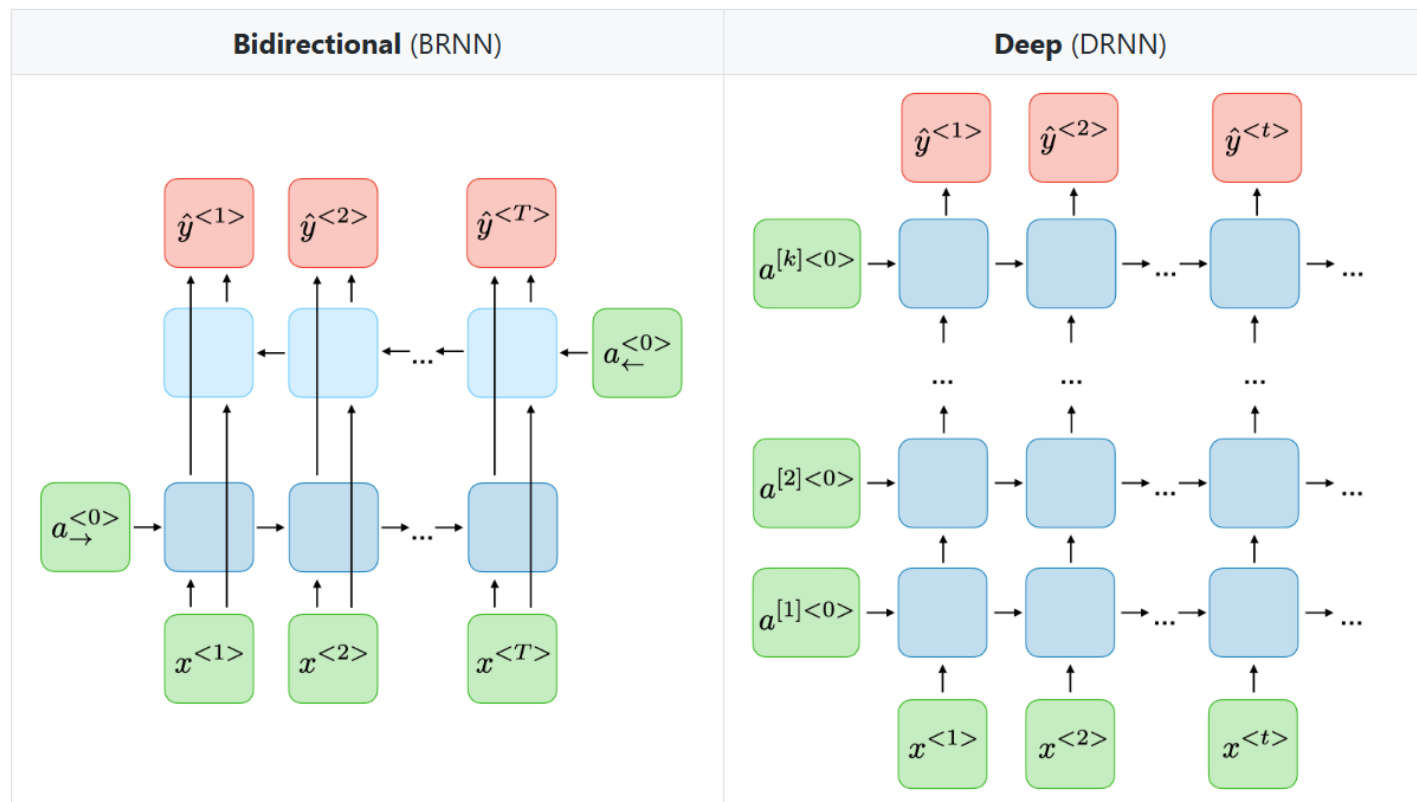 Bidirectional (BRNN)
ŷ<1> ŷ<2> ŷ<T>
a←<0>
...
a→<0>
...
x<1> x<2> x<T>
Deep (DRNN)
ŷ<1> ŷ<2> ŷ<t>
a[k]<0> ... ...
... ... ...
a[2]<0> ... ...
a[1]<0> ... ...
x<1> x<2> x<t>